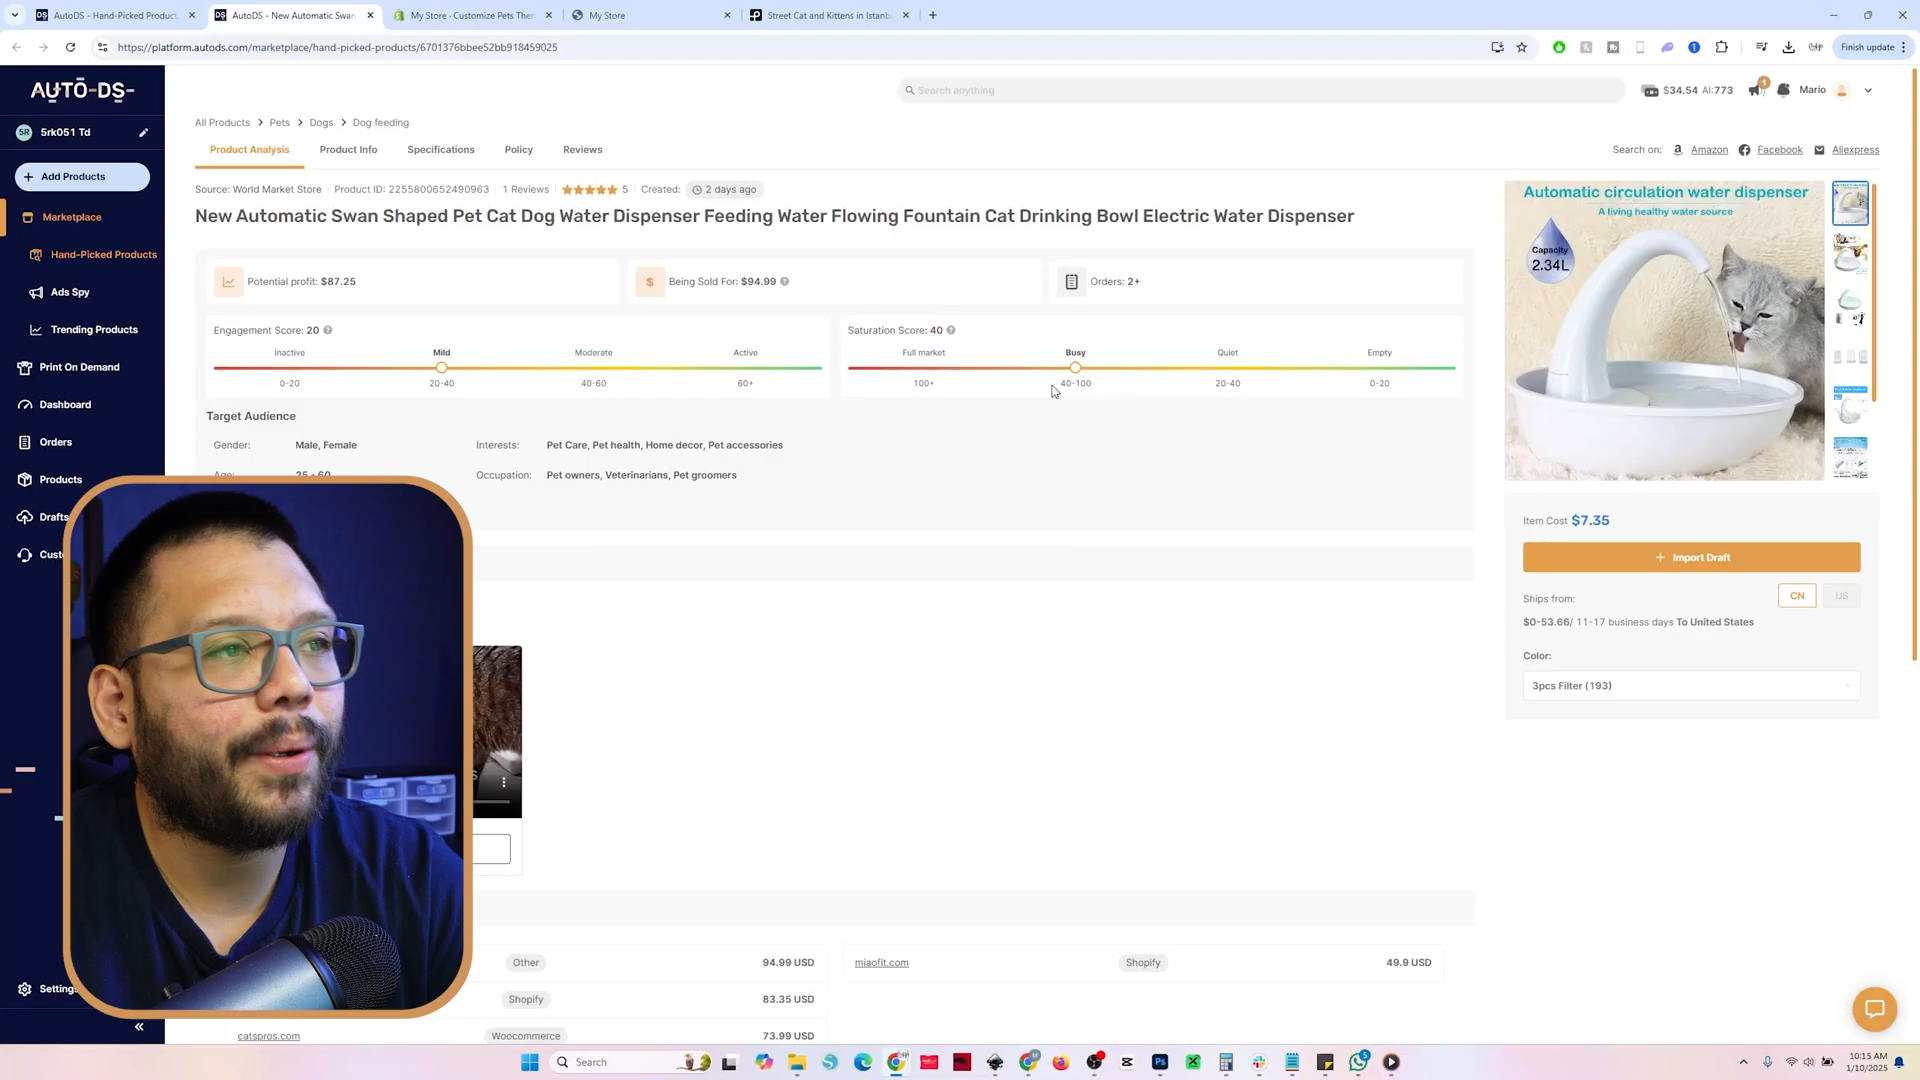 AutoDS - Hand-Picked Product
AutoDS - New Automatic Swan
My Store · Customize Pets Them
My Store
Street Cat and Kittens in Istanb
https://platform.autods.com/marketplace/hand-picked-products/6701376bbee52bb918459025
Finish update
AUTO-DS-
Search anything
$34.54 AI:773
1
Mario
5R 5rk051 Td
Add Products
Marketplace
Hand-Picked Products
Ads Spy
Trending Products
Print On Demand
Dashboard
Orders
Products
Drafts
Settings
All Products > Pets > Dogs > Dog feeding
Product Analysis Product Info Specifications Policy Reviews
Search on: Amazon Facebook Aliexpress
Source: World Market Store Product ID: 2255800652490963 1 Reviews 5 Created: 2 days ago
New Automatic Swan Shaped Pet Cat Dog Water Dispenser Feeding Water Flowing Fountain Cat Drinking Bowl Electric Water Dispenser
Potential profit: $87.25
Being Sold For: $94.99
Orders: 2+
Engagement Score: 20
Inactive Mild Moderate Active
0-20 20-40 40-60 60+
Saturation Score: 40
Full market Busy Quiet Empty
100+ 40-100 20-40 0-20
Target Audience
Gender: Male, Female
Interests: Pet Care, Pet health, Home decor, Pet accessories
Age: 25 - 60
Occupation: Pet owners, Veterinarians, Pet groomers
Automatic circulation water dispenser
A living healthy water source
Capacity
2.34L
Item Cost $7.35
+ Import Draft
Ships from: CN US
$0-53.66/ 11-17 business days To United States
Color:
3pcs Filter (193)
Other 94.99 USD
miaofit.com Shopify 49.9 USD
Shopify 83.35 USD
catspros.com Woocommerce 73.99 USD
Search
10:15 AM
1/10/2025